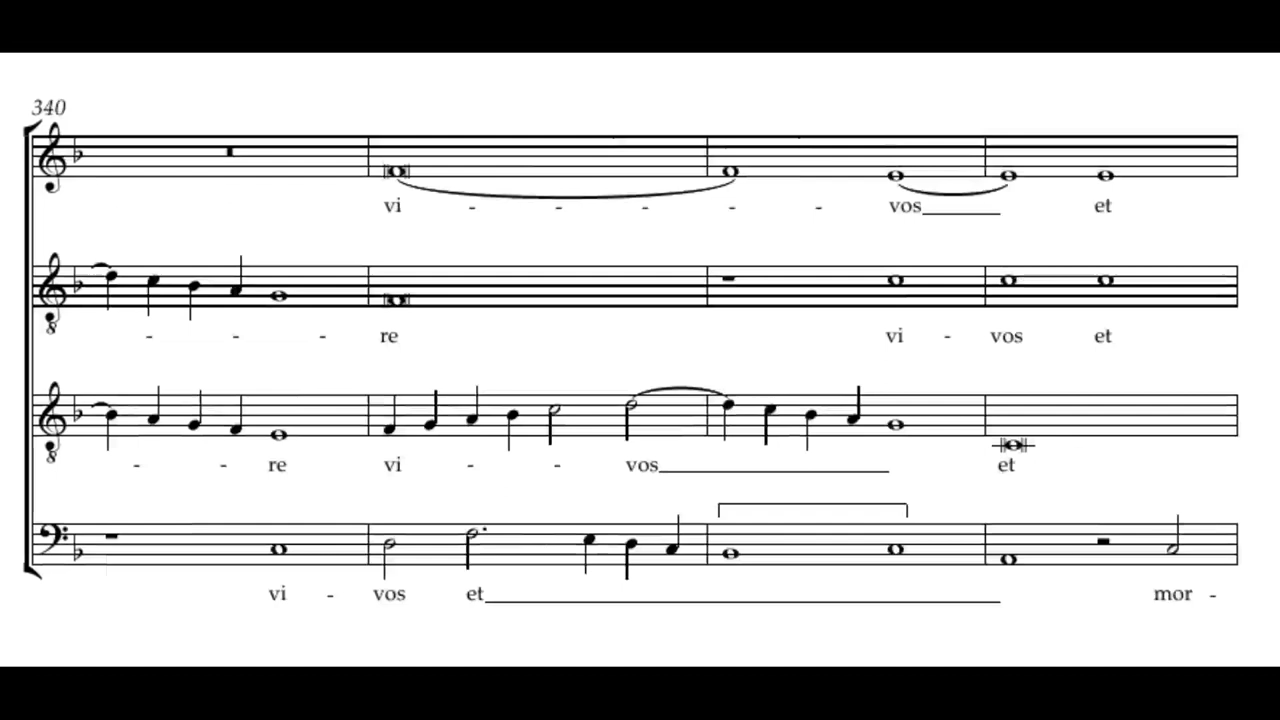 340
vi - - - - - vos et
- - - re vi - vos et
- - re vi - - vos et
vi - vos et mor -